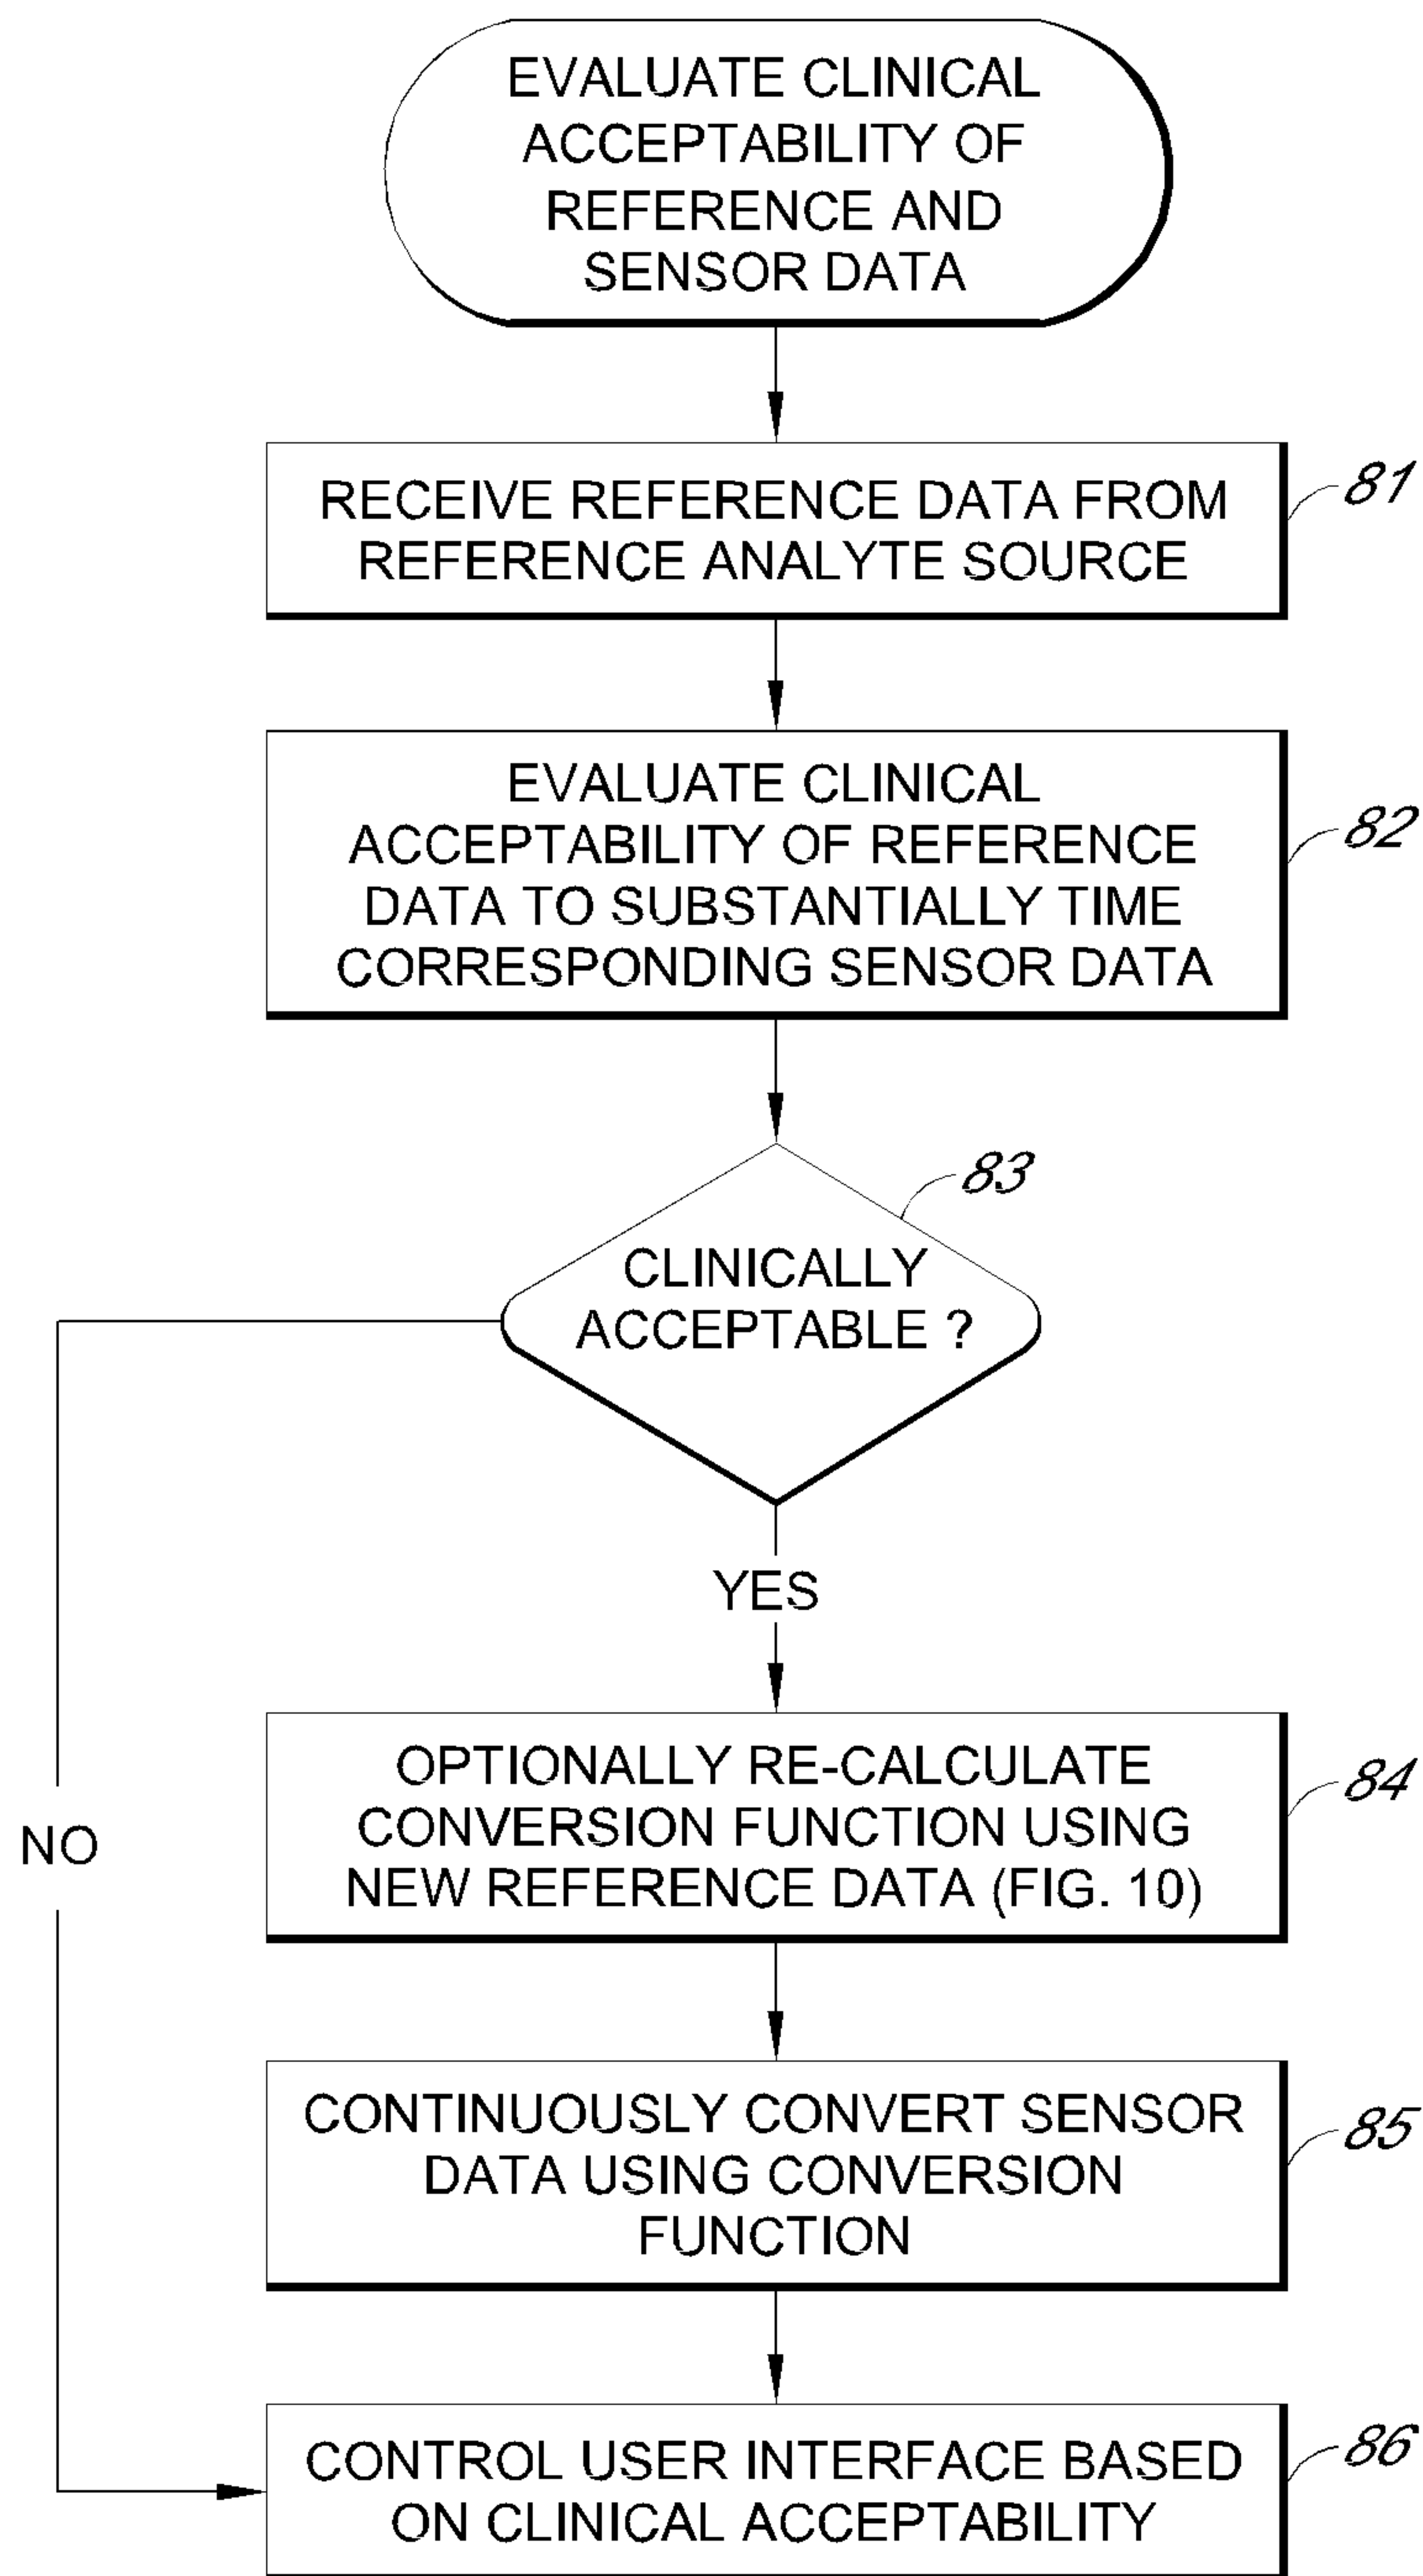 EVALUATE CLINICAL
ACCEPTABILITY OF
REFERENCE AND
SENSOR DATA
RECEIVE REFERENCE DATA FROM
REFERENCE ANALYTE SOURCE
81
EVALUATE CLINICAL
ACCEPTABILITY OF REFERENCE
DATA TO SUBSTANTIALLY TIME
CORRESPONDING SENSOR DATA
82
83
CLINICALLY
ACCEPTABLE ?
YES
NO
OPTIONALLY RE-CALCULATE
CONVERSION FUNCTION USING
NEW REFERENCE DATA (FIG. 10)
84
CONTINUOUSLY CONVERT SENSOR
DATA USING CONVERSION
FUNCTION
85
CONTROL USER INTERFACE BASED
ON CLINICAL ACCEPTABILITY
86